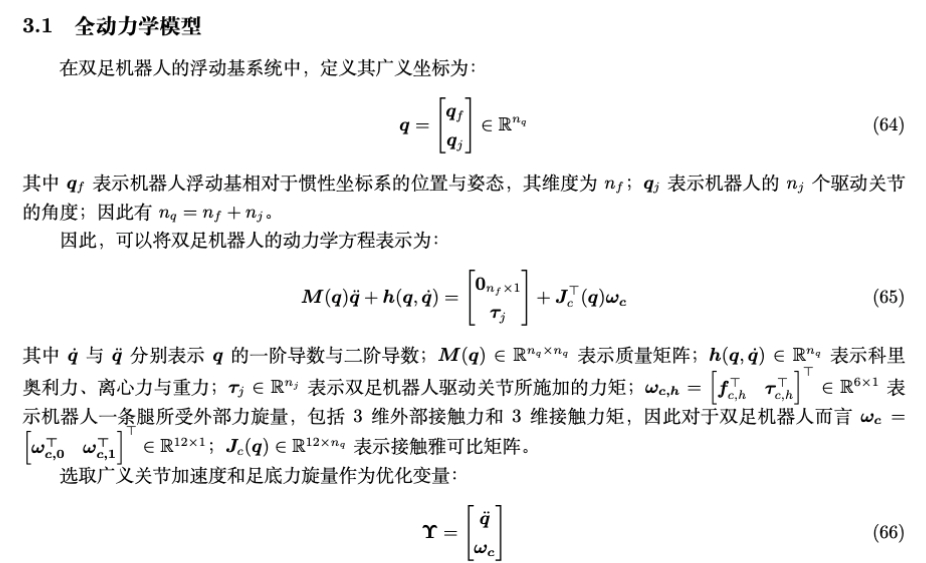 3.1 全动力学模型
在双足机器人的浮动基系统中，定义其广义坐标为：
$$\boldsymbol{q} = \begin{bmatrix} \boldsymbol{q}_f \\ \boldsymbol{q}_j \end{bmatrix} \in \mathbb{R}^{n_q} \quad (64)$$
其中 $\boldsymbol{q}_f$ 表示机器人浮动基相对于惯性坐标系的位置与姿态，其维度为 $n_f$；$\boldsymbol{q}_j$ 表示机器人的 $n_j$ 个驱动关节
的角度；因此有 $n_q = n_f + n_j$。
因此，可以将双足机器人的动力学方程表示为：
$$\boldsymbol{M}(\boldsymbol{q})\ddot{\boldsymbol{q}} + \boldsymbol{h}(\boldsymbol{q}, \dot{\boldsymbol{q}}) = \begin{bmatrix} \boldsymbol{0}_{n_f \times 1} \\ \boldsymbol{\tau}_j \end{bmatrix} + \boldsymbol{J}_c^\top(\boldsymbol{q})\boldsymbol{\omega}_c \quad (65)$$
其中 $\dot{\boldsymbol{q}}$ 与 $\ddot{\boldsymbol{q}}$ 分别表示 $\boldsymbol{q}$ 的一阶导数与二阶导数；$\boldsymbol{M}(\boldsymbol{q}) \in \mathbb{R}^{n_q \times n_q}$ 表示质量矩阵；$\boldsymbol{h}(\boldsymbol{q}, \dot{\boldsymbol{q}}) \in \mathbb{R}^{n_q}$ 表示科里
奥利力、离心力与重力；$\boldsymbol{\tau}_j \in \mathbb{R}^{n_j}$ 表示双足机器人驱动关节所施加的力矩；$\boldsymbol{\omega}_{c,h} = \begin{bmatrix} \boldsymbol{f}_{c,h}^\top & \boldsymbol{\tau}_{c,h}^\top \end{bmatrix}^\top \in \mathbb{R}^{6 \times 1}$ 表
示机器人一条腿所受外部力旋量，包括 3 维外部接触力和 3 维接触力矩，因此对于双足机器人而言 $\boldsymbol{\omega}_c =$
$\begin{bmatrix} \boldsymbol{\omega}_{c,0}^\top & \boldsymbol{\omega}_{c,1}^\top \end{bmatrix}^\top \in \mathbb{R}^{12 \times 1}$；$\boldsymbol{J}_c(\boldsymbol{q}) \in \mathbb{R}^{12 \times n_q}$ 表示接触雅可比矩阵。
选取广义关节加速度和足底力旋量作为优化变量：
$$\boldsymbol{\Upsilon} = \begin{bmatrix} \ddot{\boldsymbol{q}} \\ \boldsymbol{\omega}_c \end{bmatrix} \quad (66)$$